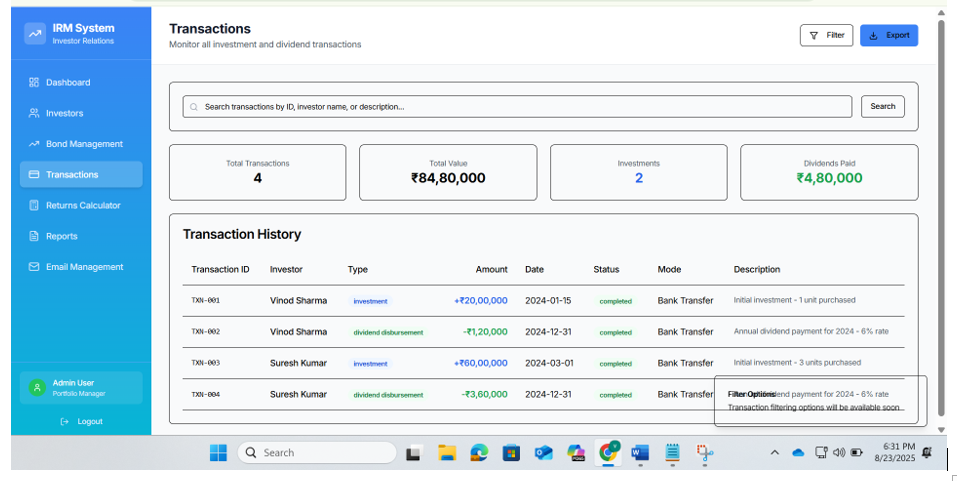 IRM System
Investor Relations
Dashboard
Investors
Bond Management
Transactions
Returns Calculator
Reports
Email Management
Admin User
Portfolio Manager
Logout
Transactions
Monitor all investment and dividend transactions
Filter
Export
Search transactions by ID, investor name, or description...
Search
Total Transactions
4
Total Value
₹84,80,000
Investments
2
Dividends Paid
₹4,80,000
Transaction History
Transaction ID Investor Type Amount Date Status Mode Description
TXN-001 Vinod Sharma investment +₹20,00,000 2024-01-15 completed Bank Transfer Initial investment - 1 unit purchased
TXN-002 Vinod Sharma dividend disbursement -₹1,20,000 2024-12-31 completed Bank Transfer Annual dividend payment for 2024 - 6% rate
TXN-003 Suresh Kumar investment +₹60,00,000 2024-03-01 completed Bank Transfer Initial investment - 3 units purchased
TXN-004 Suresh Kumar dividend disbursement -₹3,60,000 2024-12-31 completed Bank Transfer payment for 2024 - 6% rate
Filter Options
Transaction filtering options will be available soon
Search
6:31 PM
8/23/2025